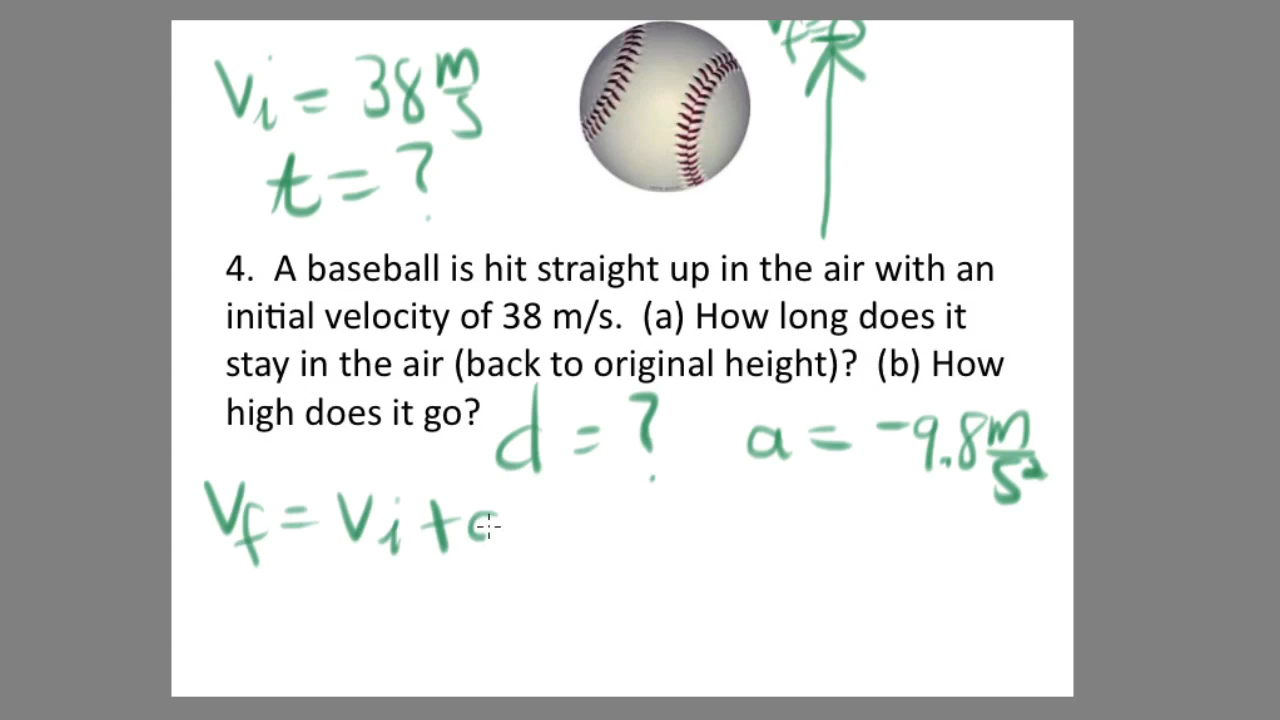 Vi = 38 m/s
t = ?
4. A baseball is hit straight up in the air with an
initial velocity of 38 m/s. (a) How long does it
stay in the air (back to original height)? (b) How
high does it go?
d = ? a = -9.8 m/s²
Vf = Vi +